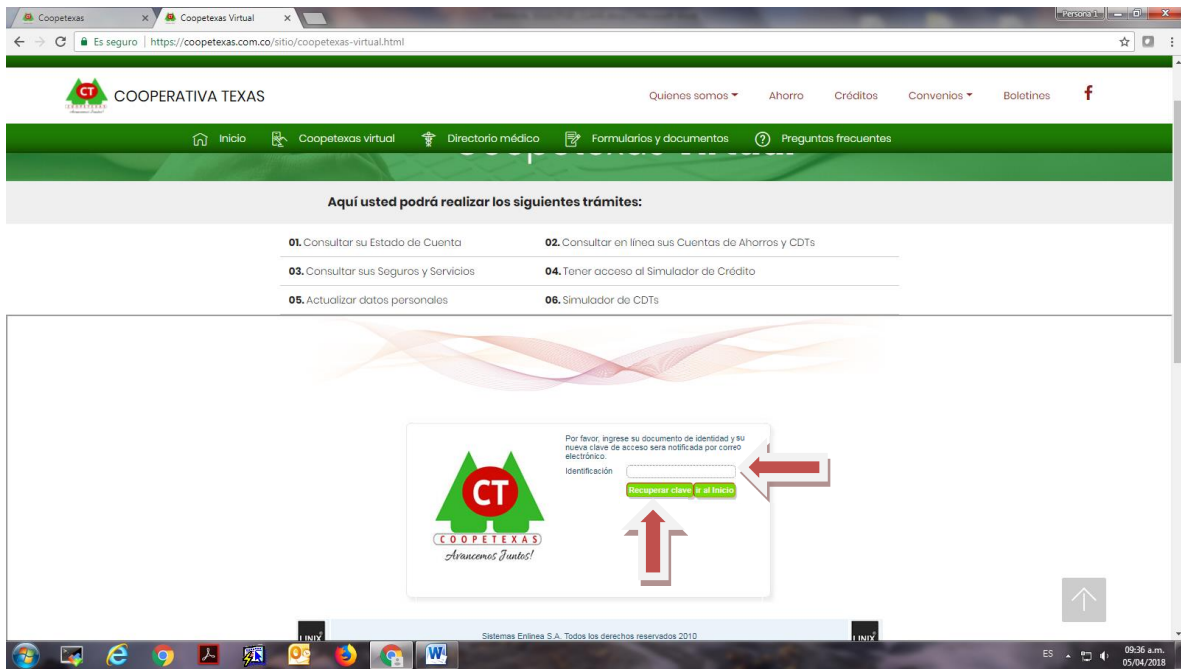 Coopetexas
Coopetexas Virtual
Persona 1
Es seguro | https://coopetexas.com.co/sitio/coopetexas-virtual.html
CT
COOPERATIVA TEXAS
Quienes somos
Ahorro
Créditos
Convenios
Boletines
f
Inicio
Coopetexas virtual
Directorio médico
Formularios y documentos
Preguntas frecuentes
Coopetexas Virtual
Aquí usted podrá realizar los siguientes trámites:
01. Consultar su Estado de Cuenta
02. Consultar en línea sus Cuentas de Ahorros y CDTs
03. Consultar sus Seguros y Servicios
04. Tener acceso al Simulador de Crédito
05. Actualizar datos personales
06. Simulador de CDTs
Por favor, ingrese su documento de identidad y su
nueva clave de acceso sera notificada por correo
electrónico.
Identificación
Recuperar clave
Ir al Inicio
CT
COOPETEXAS
Avancemos Juntos!
LINIX
Sistemas Enlinea S.A. Todos los derechos reservados 2010
LINIX
ES
09:36 a.m.
05/04/2018